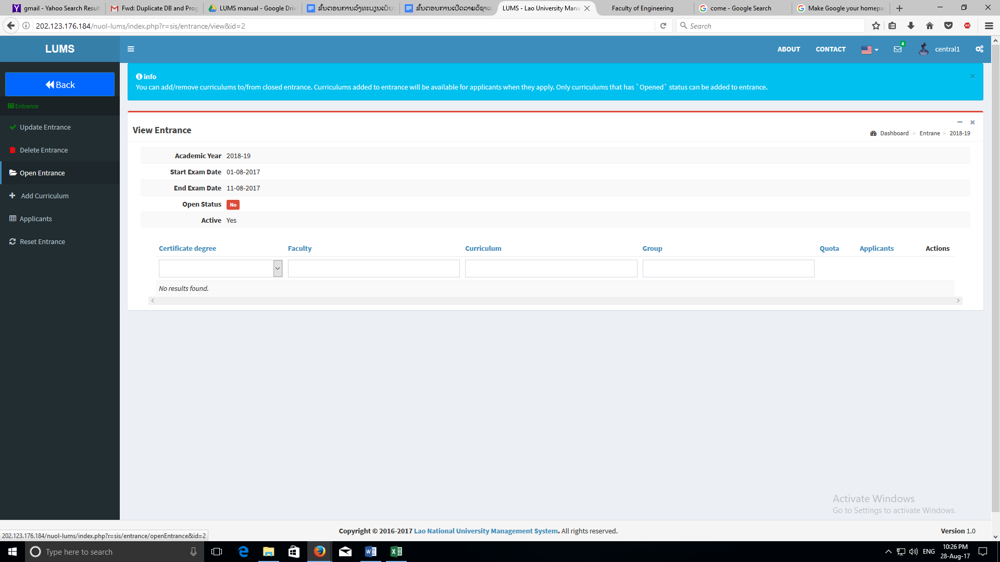 gmail - Yahoo Search Result
Fwd: Duplicate DB and Prog
LUMS manual - Google Driv
ຂັ້ນຕອນການລົງທະບຽນເປັນ
ຂັ້ນຕອນການເປີດລາຍວິຊາແ
LUMS - Lao University Mana
Faculty of Engineering
come - Google Search
Make Google your homepa
202.123.176.184/nuol-lums/index.php?r=sis/entrance/view&id=2
Search
LUMS
ABOUT
CONTACT
4
central1
Back
info
You can add/remove curriculums to/from closed entrance. Curriculums added to entrance will be available for applicants when they apply. Only curriculums that has `Opened` status can be added to entrance.
Entrance
Update Entrance
Delete Entrance
Open Entrance
Add Curriculum
Applicants
Reset Entrance
View Entrance
Dashboard > Entrane > 2018-19
Academic Year 2018-19
Start Exam Date 01-08-2017
End Exam Date 11-08-2017
Open Status No
Active Yes
Certificate degree Faculty Curriculum Group Quota Applicants Actions
No results found.
Activate Windows
Go to Settings to activate Windows.
202.123.176.184/nuol-lums/index.php?r=sis/entrance/openEntrance&id=2
Copyright © 2016-2017 Lao National University Management System. All rights reserved.
Version 1.0
Type here to search
ENG
10:26 PM
28-Aug-17